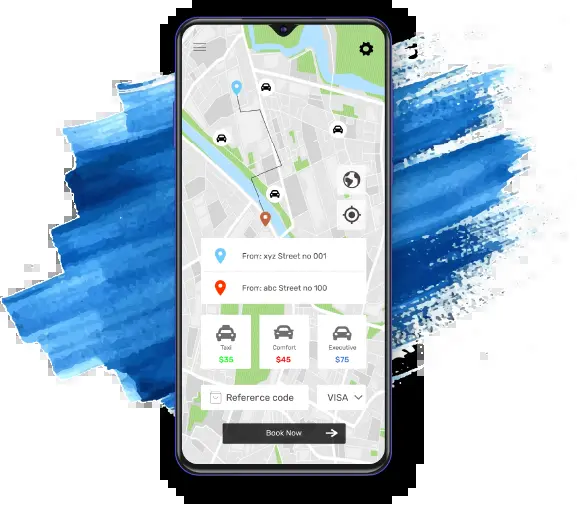 From: xyz Street no 001
From: abc Street no 100
Taxi
$35
Comfort
$45
Executive
$75
Reference code
VISA
Book Now